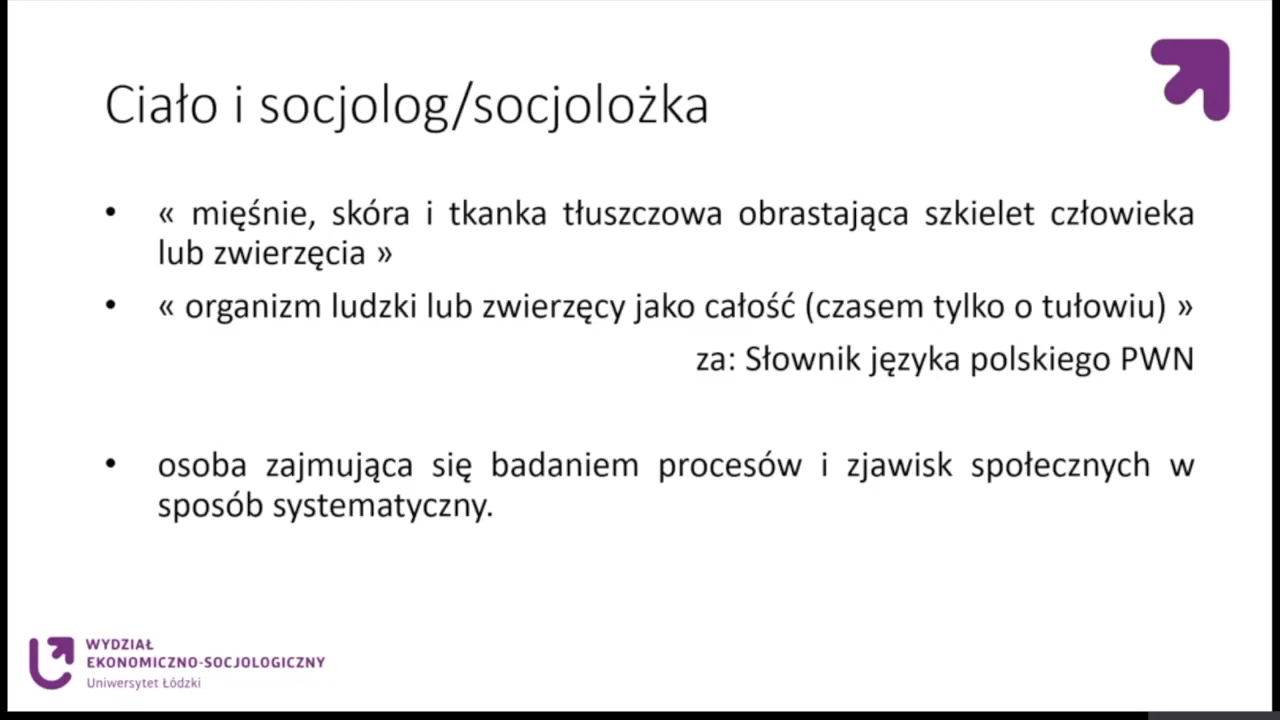 Ciało i socjolog/socjolożka
• « mięśnie, skóra i tkanka tłuszczowa obrastająca szkielet człowieka
lub zwierzęcia »
• « organizm ludzki lub zwierzęcy jako całość (czasem tylko o tułowiu) »
za: Słownik języka polskiego PWN
• osoba zajmująca się badaniem procesów i zjawisk społecznych w
sposób systematyczny.
WYDZIAŁ
EKONOMICZNO-SOCJOLOGICZNY
Uniwersytet Łódzki